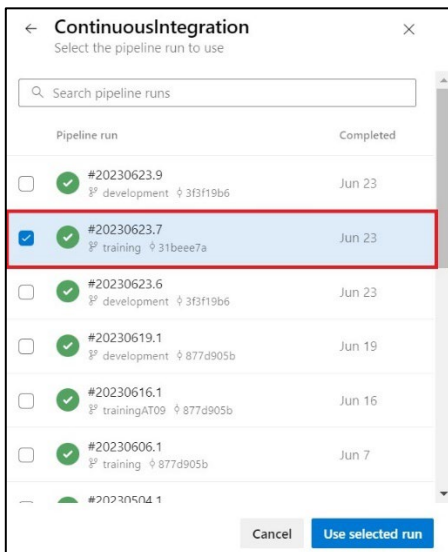 ContinuousIntegration
Select the pipeline run to use
Search pipeline runs
Pipeline run Completed
#20230623.9
development 3f3f19b6
Jun 23
#20230623.7
training 31beee7a
Jun 23
#20230623.6
development 3f3f19b6
Jun 23
#20230619.1
development 877d905b
Jun 19
#20230616.1
trainingAT09 877d905b
Jun 16
#20230606.1
training 877d905b
Jun 7
#20230504.1
Cancel Use selected run